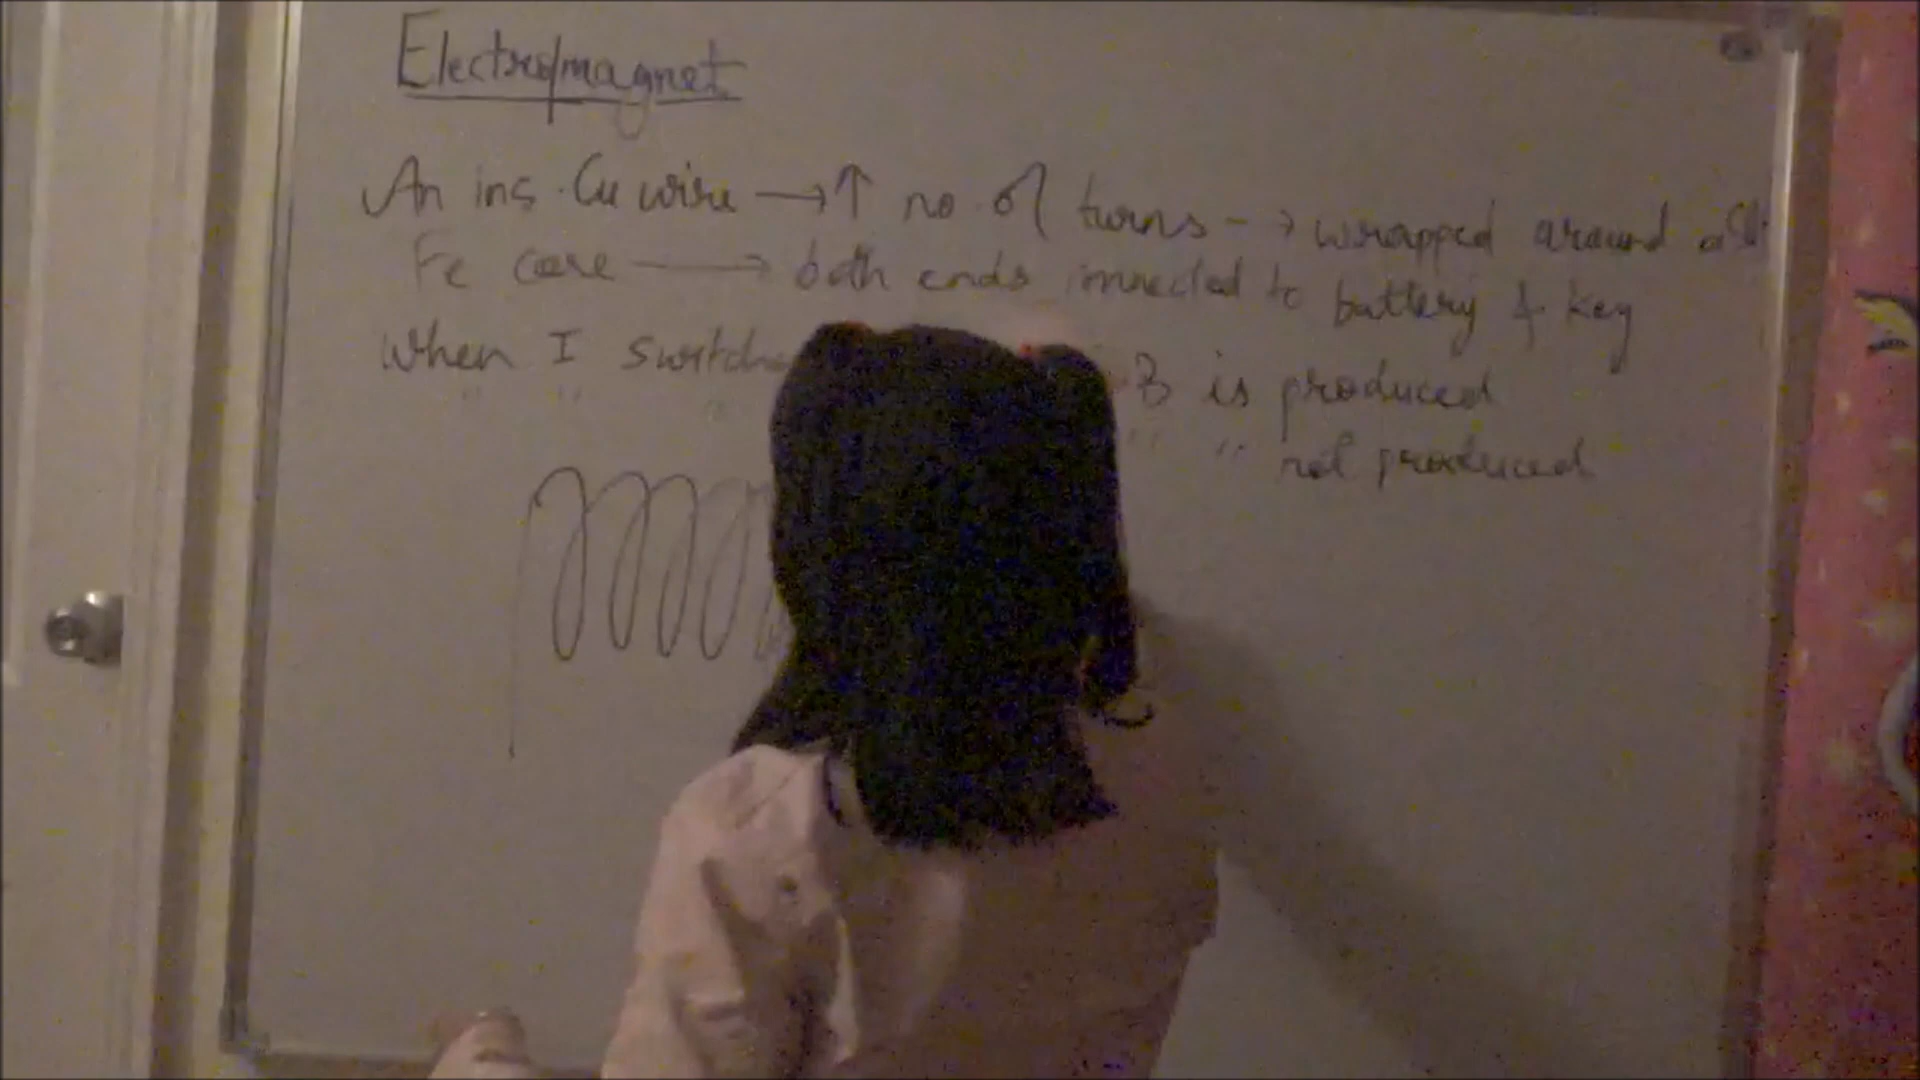 Electromagnet
An ins. Cu wire → ↑ no. of turns - → wrapped around a
Fe core → both ends connected to battery & key
When I switche B is produced
" " " " " not produced